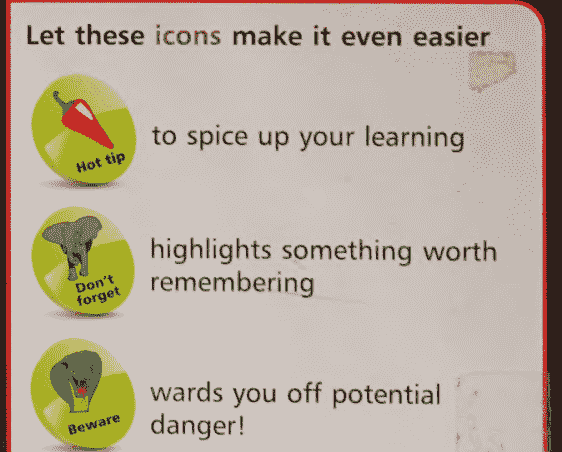 Let these icons make it even easier
Hot tip
to spice up your learning
Don't
forget
highlights something worth
remembering
Beware
wards you off potential
danger!